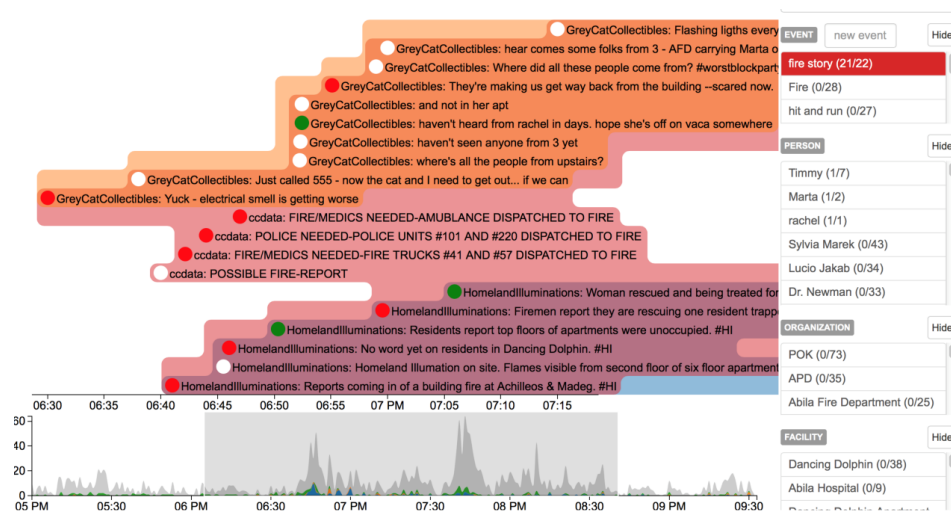 GreyCatCollectibles: Flashing ligths every
GreyCatCollectibles: hear comes some folks from 3 - AFD carrying Marta o
GreyCatCollectibles: Where did all these people come from? #worstblockpart
GreyCatCollectibles: They're making us get way back from the building --scared now.
GreyCatCollectibles: and not in her apt
GreyCatCollectibles: haven't heard from rachel in days. hope she's off on vaca somewhere
GreyCatCollectibles: haven't seen anyone from 3 yet
GreyCatCollectibles: where's all the people from upstairs?
GreyCatCollectibles: Just called 555 - now the cat and I need to get out... if we can
GreyCatCollectibles: Yuck - electrical smell is getting worse
ccdata: FIRE/MEDICS NEEDED-AMUBLANCE DISPATCHED TO FIRE
ccdata: POLICE NEEDED-POLICE UNITS #101 AND #220 DISPATCHED TO FIRE
ccdata: FIRE/MEDICS NEEDED-FIRE TRUCKS #41 AND #57 DISPATCHED TO FIRE
ccdata: POSSIBLE FIRE-REPORT
HomelandIlluminations: Woman rescued and being treated for
HomelandIlluminations: Firemen report they are rescuing one resident trappe
HomelandIlluminations: Residents report top floors of apartments were unoccupied. #HI
HomelandIlluminations: No word yet on residents in Dancing Dolphin. #HI
HomelandIlluminations: Homeland Illumation on site. Flames visible from second floor of six floor apartment
HomelandIlluminations: Reports coming in of a building fire at Achilleos & Madeg. #HI
06:30 06:35 06:40 06:45 06:50 06:55 07 PM 07:05 07:10 07:15
60
40
20
0
05 PM 05:30 06 PM 06:30 07 PM 07:30 08 PM 08:30 09 PM 09:30
EVENT new event Hide
fire story (21/22)
Fire (0/28)
hit and run (0/27)
PERSON Hide
Timmy (1/7)
Marta (1/2)
rachel (1/1)
Sylvia Marek (0/43)
Lucio Jakab (0/34)
Dr. Newman (0/33)
ORGANIZATION Hide
POK (0/73)
APD (0/35)
Abila Fire Department (0/25)
FACILITY Hide
Dancing Dolphin (0/38)
Abila Hospital (0/9)
Dancing Dolphin Apartment